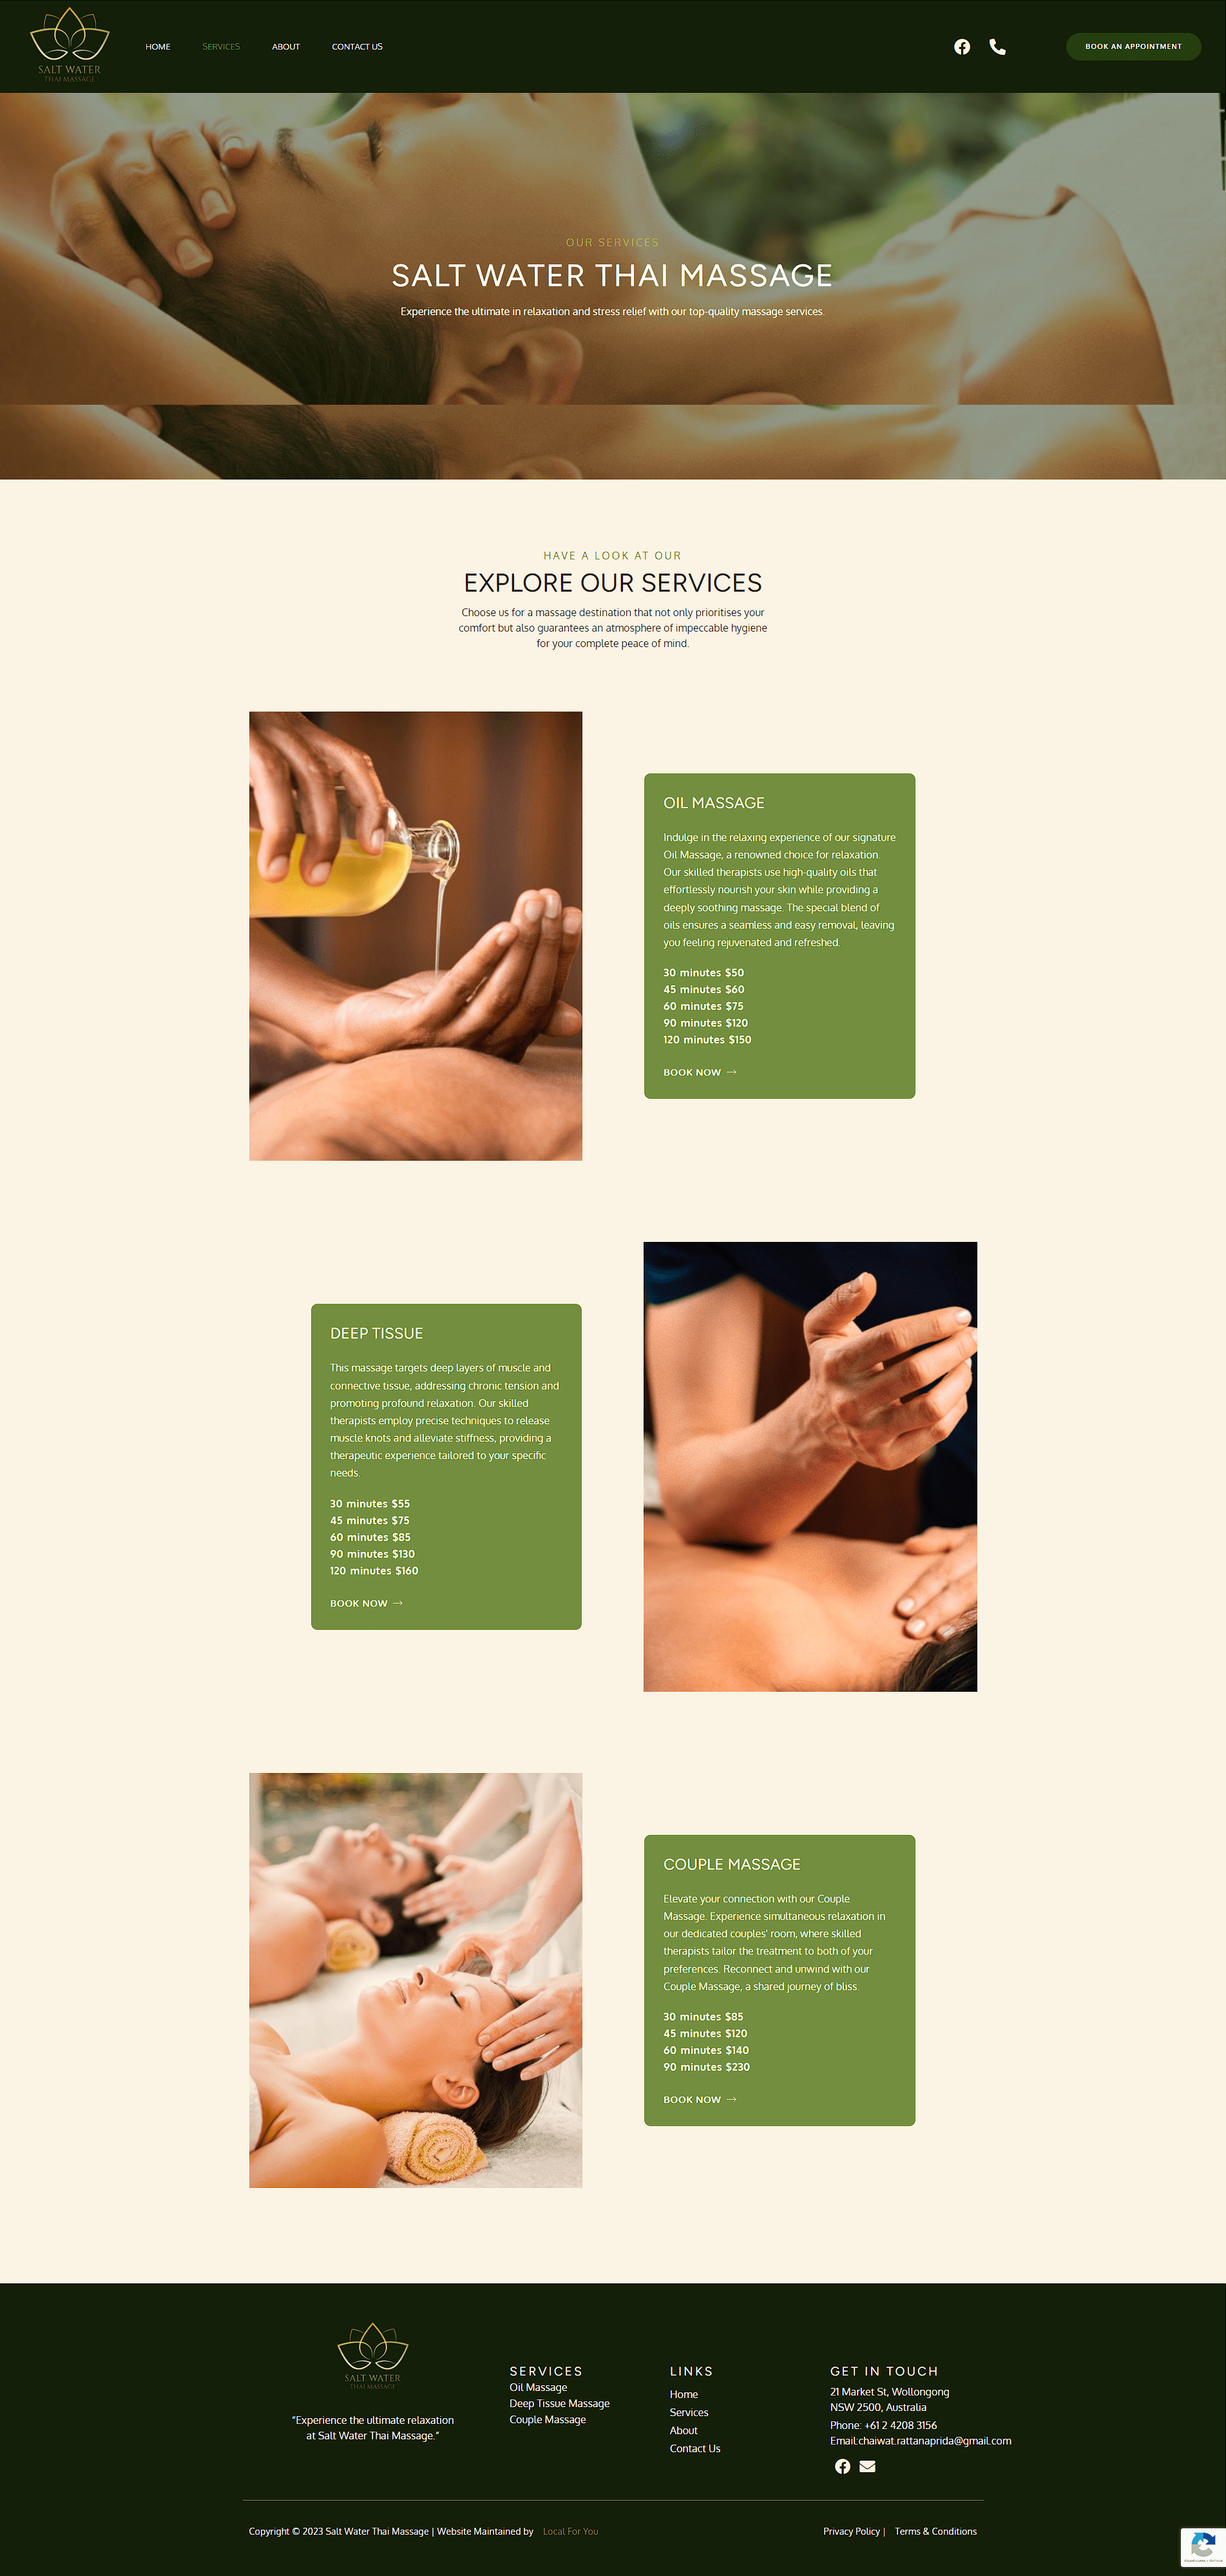 SALT WATER
THAI MASSAGE
HOME
SERVICES
ABOUT
CONTACT US
BOOK AN APPOINTMENT
OUR SERVICES
SALT WATER THAI MASSAGE
Experience the ultimate in relaxation and stress relief with our top-quality massage services.
HAVE A LOOK AT OUR
EXPLORE OUR SERVICES
Choose us for a massage destination that not only prioritises your
comfort but also guarantees an atmosphere of impeccable hygiene
for your complete peace of mind.
OIL MASSAGE
Indulge in the relaxing experience of our signature
Oil Massage, a renowned choice for relaxation.
Our skilled therapists use high-quality oils that
effortlessly nourish your skin while providing a
deeply soothing massage. The special blend of
oils ensures a seamless and easy removal, leaving
you feeling rejuvenated and refreshed.
30 minutes $50
45 minutes $60
60 minutes $75
90 minutes $120
120 minutes $150
BOOK NOW →
DEEP TISSUE
This massage targets deep layers of muscle and
connective tissue, addressing chronic tension and
promoting profound relaxation. Our skilled
therapists employ precise techniques to release
muscle knots and alleviate stiffness, providing a
therapeutic experience tailored to your specific
needs.
30 minutes $55
45 minutes $75
60 minutes $85
90 minutes $130
120 minutes $160
BOOK NOW →
COUPLE MASSAGE
Elevate your connection with our Couple
Massage. Experience simultaneous relaxation in
our dedicated couples' room, where skilled
therapists tailor the treatment to both of your
preferences. Reconnect and unwind with our
Couple Massage, a shared journey of bliss.
30 minutes $85
45 minutes $120
60 minutes $140
90 minutes $230
BOOK NOW →
SALT WATER
THAI MASSAGE
"Experience the ultimate relaxation
at Salt Water Thai Massage."
SERVICES
Oil Massage
Deep Tissue Massage
Couple Massage
LINKS
Home
Services
About
Contact Us
GET IN TOUCH
21 Market St, Wollongong
NSW 2500, Australia
Phone: +61 2 4208 3156
Email:chaiwat.rattanaprida@gmail.com
Copyright © 2023 Salt Water Thai Massage | Website Maintained by Local For You
Privacy Policy | Terms & Conditions